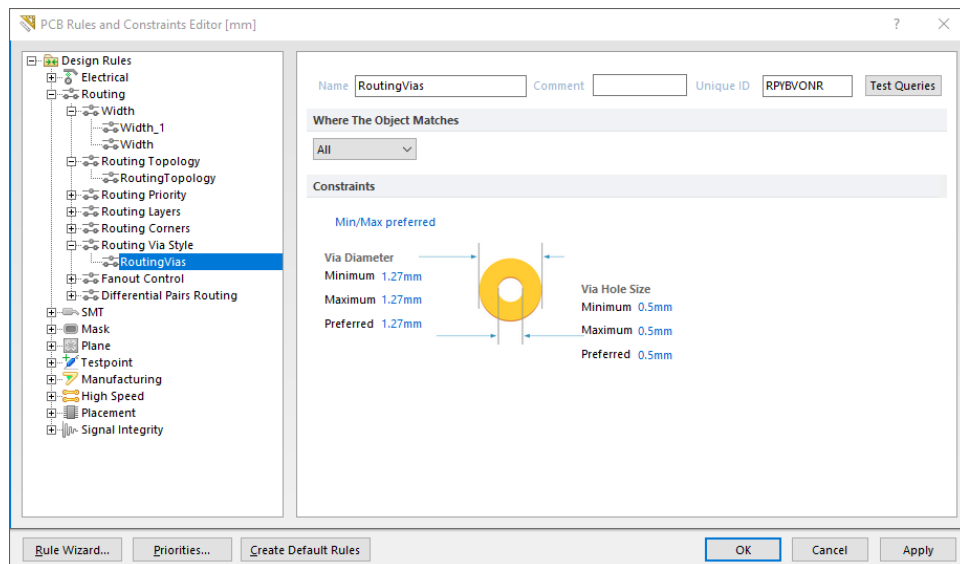 PCB Rules and Constraints Editor [mm]
?
Design Rules
Electrical
Routing
Width
Width_1
Width
Routing Topology
RoutingTopology
Routing Priority
Routing Layers
Routing Corners
Routing Via Style
RoutingVias
Fanout Control
Differential Pairs Routing
SMT
Mask
Plane
Testpoint
Manufacturing
High Speed
Placement
Signal Integrity
Name RoutingVias Comment Unique ID RPYBVONR Test Queries
Where The Object Matches
All
Constraints
Min/Max preferred
Via Diameter
Minimum 1.27mm
Maximum 1.27mm
Preferred 1.27mm
Via Hole Size
Minimum 0.5mm
Maximum 0.5mm
Preferred 0.5mm
Rule Wizard... Priorities... Create Default Rules OK Cancel Apply